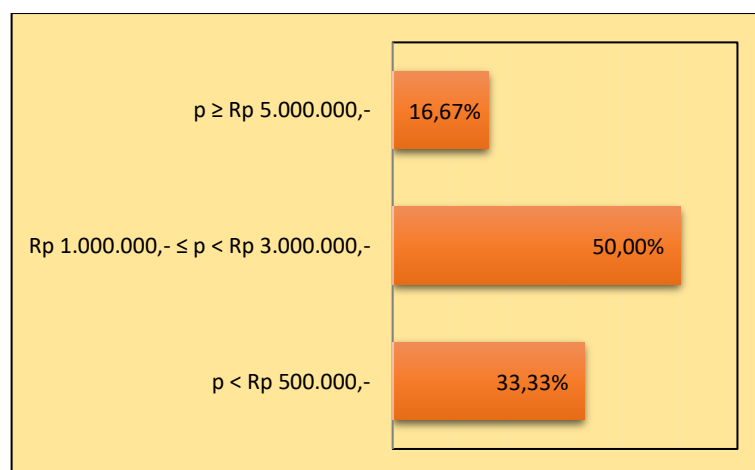 p ≥ Rp 5.000.000,- 16,67%
Rp 1.000.000,- ≤ p < Rp 3.000.000,- 50,00%
p < Rp 500.000,- 33,33%